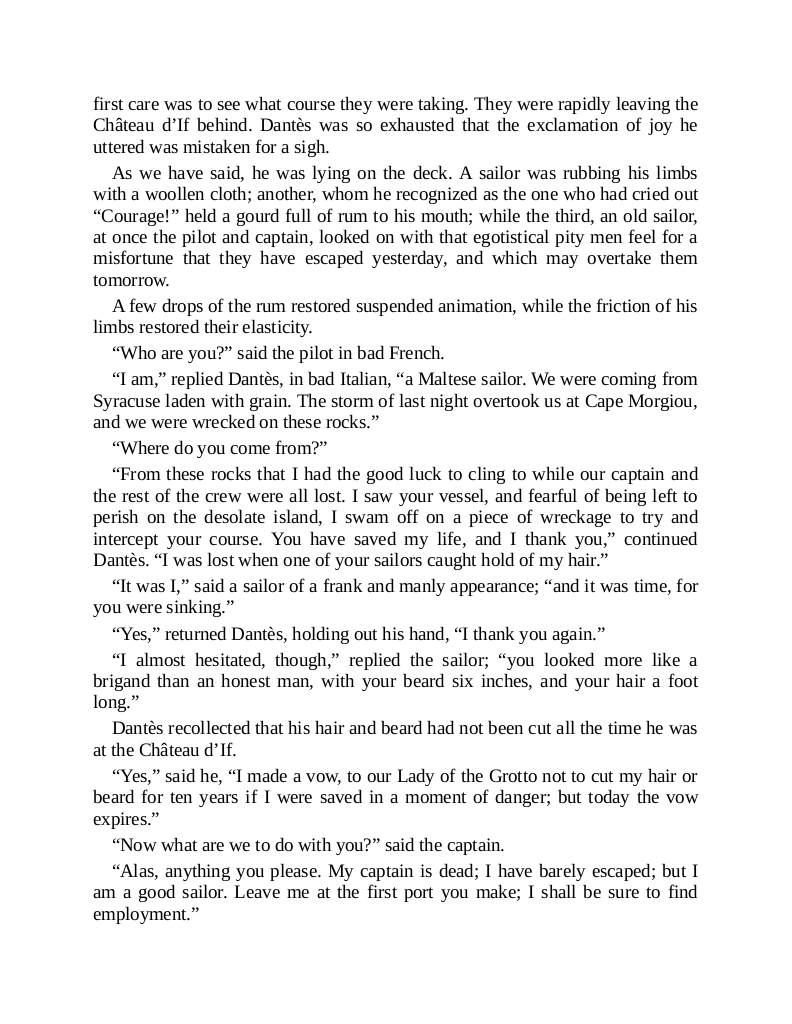 first care was to see what course they were taking. They were rapidly leaving the
Château d’If behind. Dantès was so exhausted that the exclamation of joy he
uttered was mistaken for a sigh.
As we have said, he was lying on the deck. A sailor was rubbing his limbs
with a woollen cloth; another, whom he recognized as the one who had cried out
“Courage!” held a gourd full of rum to his mouth; while the third, an old sailor,
at once the pilot and captain, looked on with that egotistical pity men feel for a
misfortune that they have escaped yesterday, and which may overtake them
tomorrow.
A few drops of the rum restored suspended animation, while the friction of his
limbs restored their elasticity.
“Who are you?” said the pilot in bad French.
“I am,” replied Dantès, in bad Italian, “a Maltese sailor. We were coming from
Syracuse laden with grain. The storm of last night overtook us at Cape Morgiou,
and we were wrecked on these rocks.”
“Where do you come from?”
“From these rocks that I had the good luck to cling to while our captain and
the rest of the crew were all lost. I saw your vessel, and fearful of being left to
perish on the desolate island, I swam off on a piece of wreckage to try and
intercept your course. You have saved my life, and I thank you,” continued
Dantès. “I was lost when one of your sailors caught hold of my hair.”
“It was I,” said a sailor of a frank and manly appearance; “and it was time, for
you were sinking.”
“Yes,” returned Dantès, holding out his hand, “I thank you again.”
“I almost hesitated, though,” replied the sailor; “you looked more like a
brigand than an honest man, with your beard six inches, and your hair a foot
long.”
Dantès recollected that his hair and beard had not been cut all the time he was
at the Château d’If.
“Yes,” said he, “I made a vow, to our Lady of the Grotto not to cut my hair or
beard for ten years if I were saved in a moment of danger; but today the vow
expires.”
“Now what are we to do with you?” said the captain.
“Alas, anything you please. My captain is dead; I have barely escaped; but I
am a good sailor. Leave me at the first port you make; I shall be sure to find
employment.”